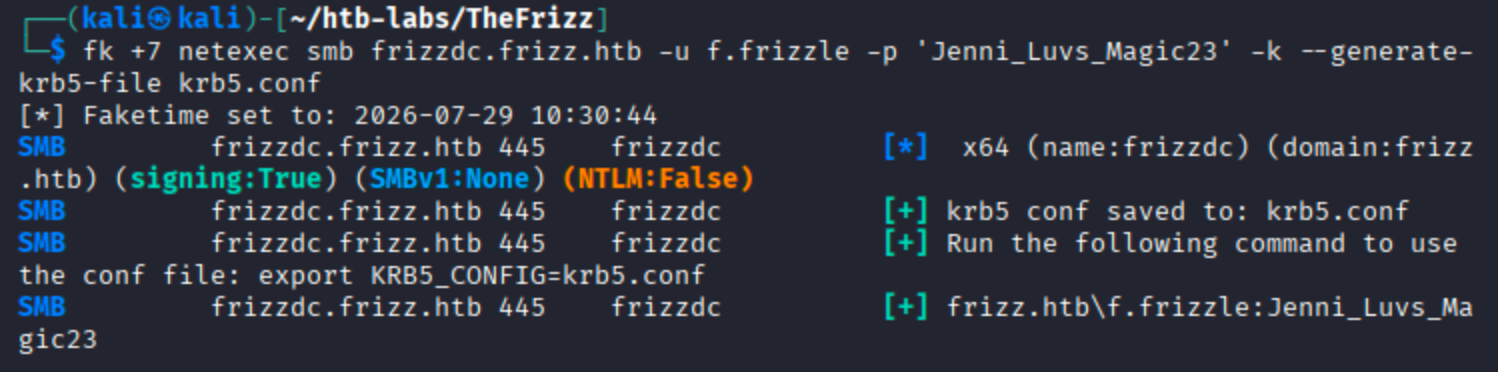 ┌──(kali㉿kali)-[~/htb-labs/TheFrizz]
└─$ fk +7 netexec smb frizzdc.frizz.htb -u f.frizzle -p 'Jenni_Luvs_Magic23' -k --generate-
krb5-file krb5.conf
[*] Faketime set to: 2026-07-29 10:30:44
SMB         frizzdc.frizz.htb 445    frizzdc          [*]  x64 (name:frizzdc) (domain:frizz
.htb) (signing:True) (SMBv1:None) (NTLM:False)
SMB         frizzdc.frizz.htb 445    frizzdc          [+] krb5 conf saved to: krb5.conf
SMB         frizzdc.frizz.htb 445    frizzdc          [+] Run the following command to use
the conf file: export KRB5_CONFIG=krb5.conf
SMB         frizzdc.frizz.htb 445    frizzdc          [+] frizz.htb\f.frizzle:Jenni_Luvs_Ma
gic23